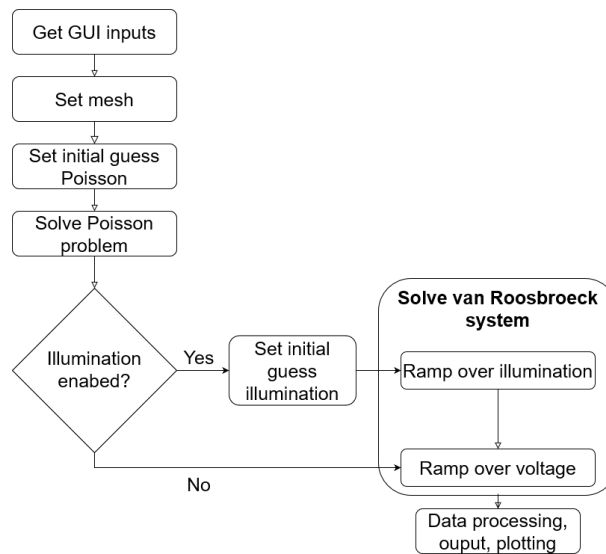 Get GUI inputs
Set mesh
Set initial guess
Poisson
Solve Poisson
problem
Illumination
enabed?
Yes
No
Set initial
guess
illumination
Solve van Roosbroeck
system
Ramp over illumination
Ramp over voltage
Data processing,
ouput, plotting